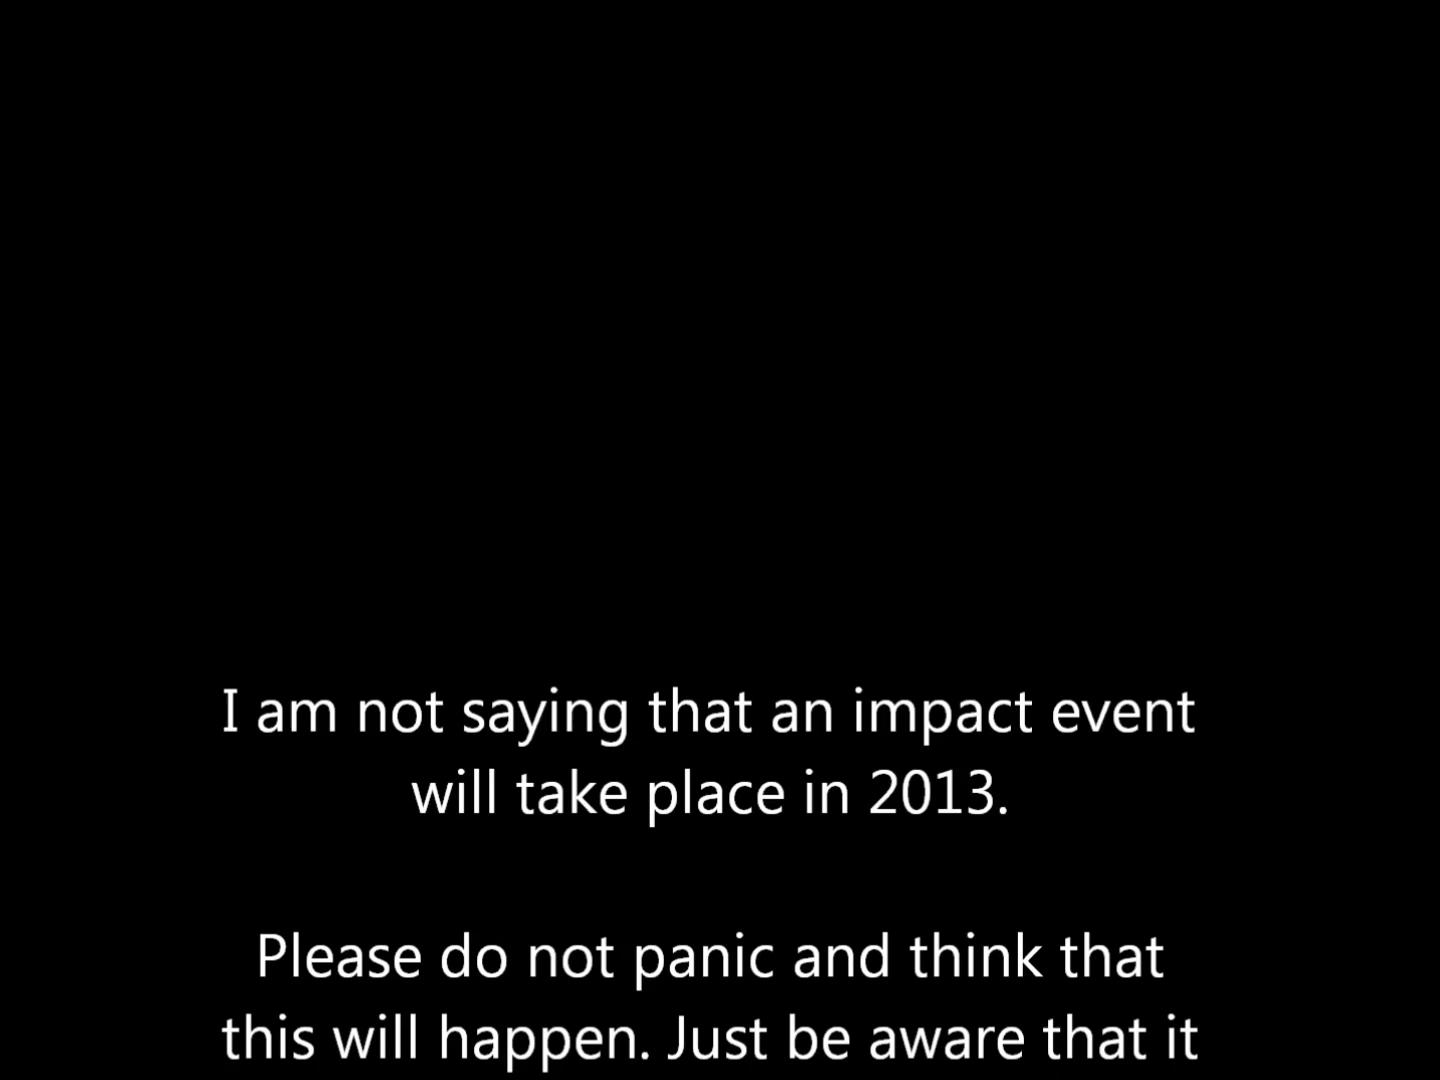 I am not saying that an impact event
will take place in 2013.
Please do not panic and think that
this will happen. Just be aware that it